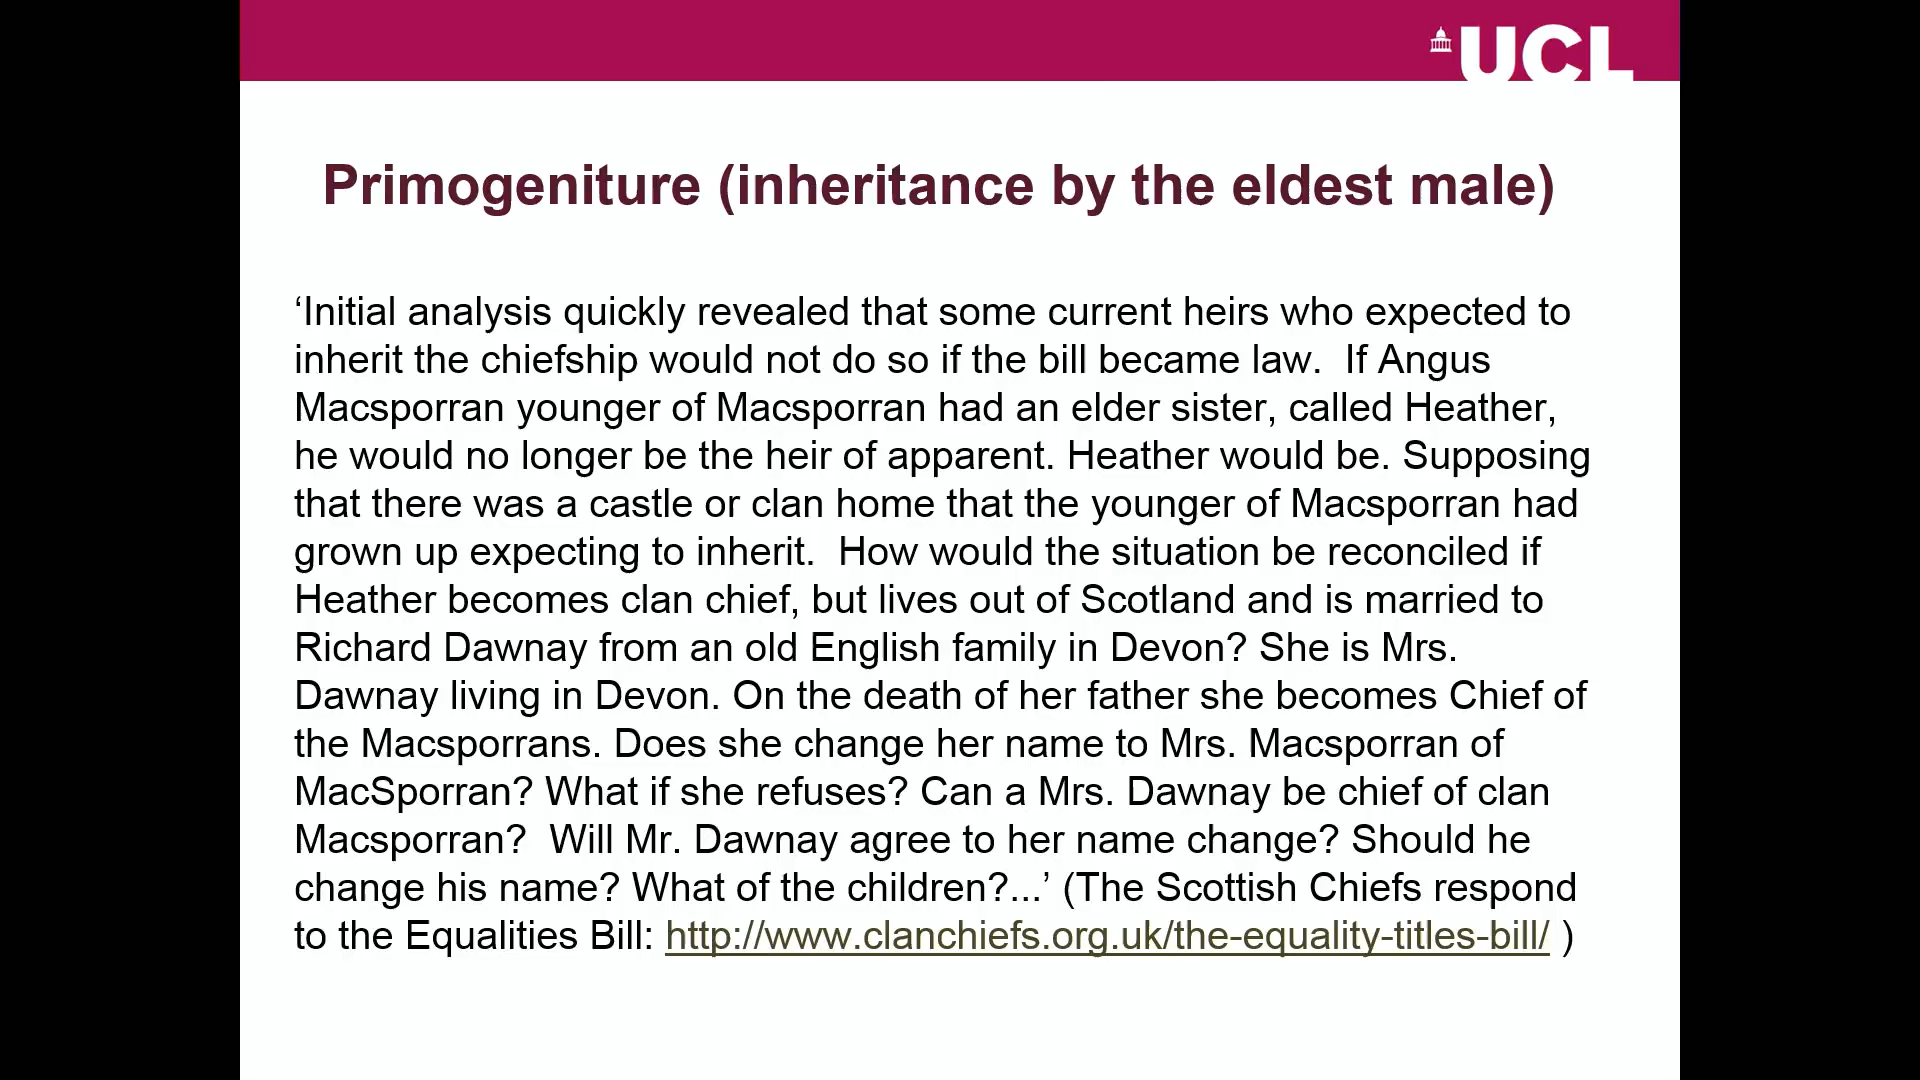 UCL
Primogeniture (inheritance by the eldest male)
‘Initial analysis quickly revealed that some current heirs who expected to
inherit the chiefship would not do so if the bill became law.  If Angus
Macsporran younger of Macsporran had an elder sister, called Heather,
he would no longer be the heir of apparent. Heather would be. Supposing
that there was a castle or clan home that the younger of Macsporran had
grown up expecting to inherit.  How would the situation be reconciled if
Heather becomes clan chief, but lives out of Scotland and is married to
Richard Dawnay from an old English family in Devon? She is Mrs.
Dawnay living in Devon. On the death of her father she becomes Chief of
the Macsporrans. Does she change her name to Mrs. Macsporran of
MacSporran? What if she refuses? Can a Mrs. Dawnay be chief of clan
Macsporran?  Will Mr. Dawnay agree to her name change? Should he
change his name? What of the children?...’ (The Scottish Chiefs respond
to the Equalities Bill: http://www.clanchiefs.org.uk/the-equality-titles-bill/ )